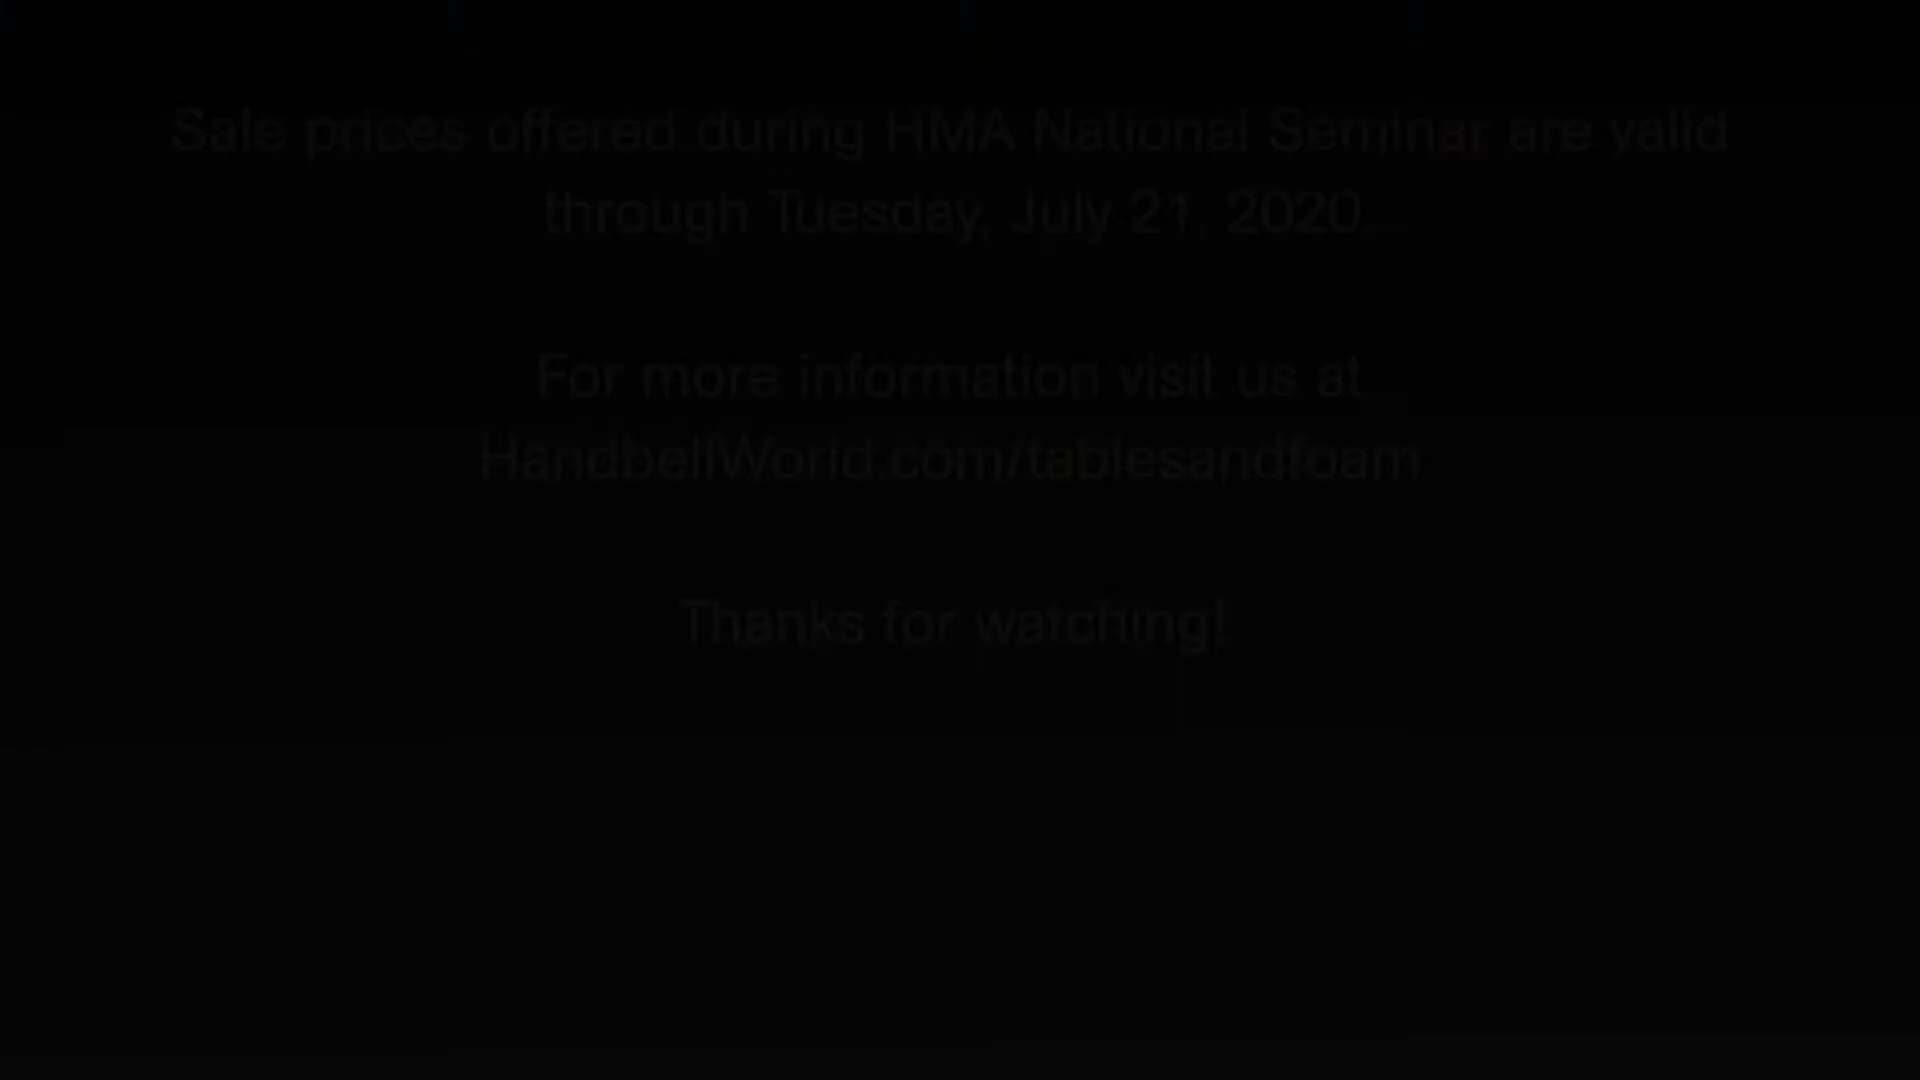 Sale prices offered during HMA National Seminar are valid
through Tuesday, July 21, 2020.
For more information visit us at
HandbellWorld.com/tablesandfoam
Thanks for watching!